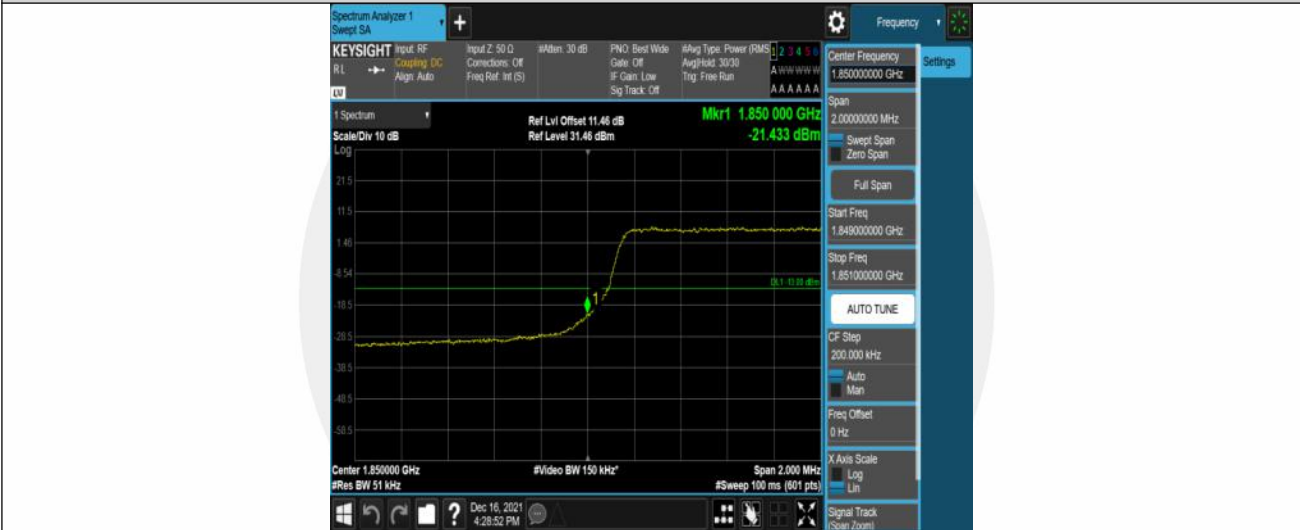 Spectrum Analyzer 1
Swept SA
+
Frequency
KEYSIGHT
RL
Input: RF
Coupling: DC
Align: Auto
Input Z: 50 Ω
Corrections: Off
Freq Ref: Int (S)
#Atten: 30 dB
PNO: Best Wide
Gate: Off
IF Gain: Low
Sig Track: Off
#Avg Type: Power (RMS
Avg|Hold: 30/30
Trig: Free Run
1 2 3 4 5 6
A W W W W W
A A A A A A
1 Spectrum
Scale/Div 10 dB
Log
Ref Lvl Offset 11.46 dB
Ref Level 31.46 dBm
Mkr1 1.850 000 GHz
-21.433 dBm
21.5
11.5
1.46
-8.54
-18.5
-28.5
-38.5
-48.5
-58.5
DL1 -13.00 dBm
1
Center 1.850000 GHz
#Res BW 51 kHz
#Video BW 150 kHz*
Span 2.000 MHz
#Sweep 100 ms (601 pts)
Dec 16, 2021
4:28:52 PM
?
Center Frequency
1.850000000 GHz
Settings
Span
2.00000000 MHz
Swept Span
Zero Span
Full Span
Start Freq
1.849000000 GHz
Stop Freq
1.851000000 GHz
AUTO TUNE
CF Step
200.000 kHz
Auto
Man
Freq Offset
0 Hz
X Axis Scale
Log
Lin
Signal Track
(Span Zoom)